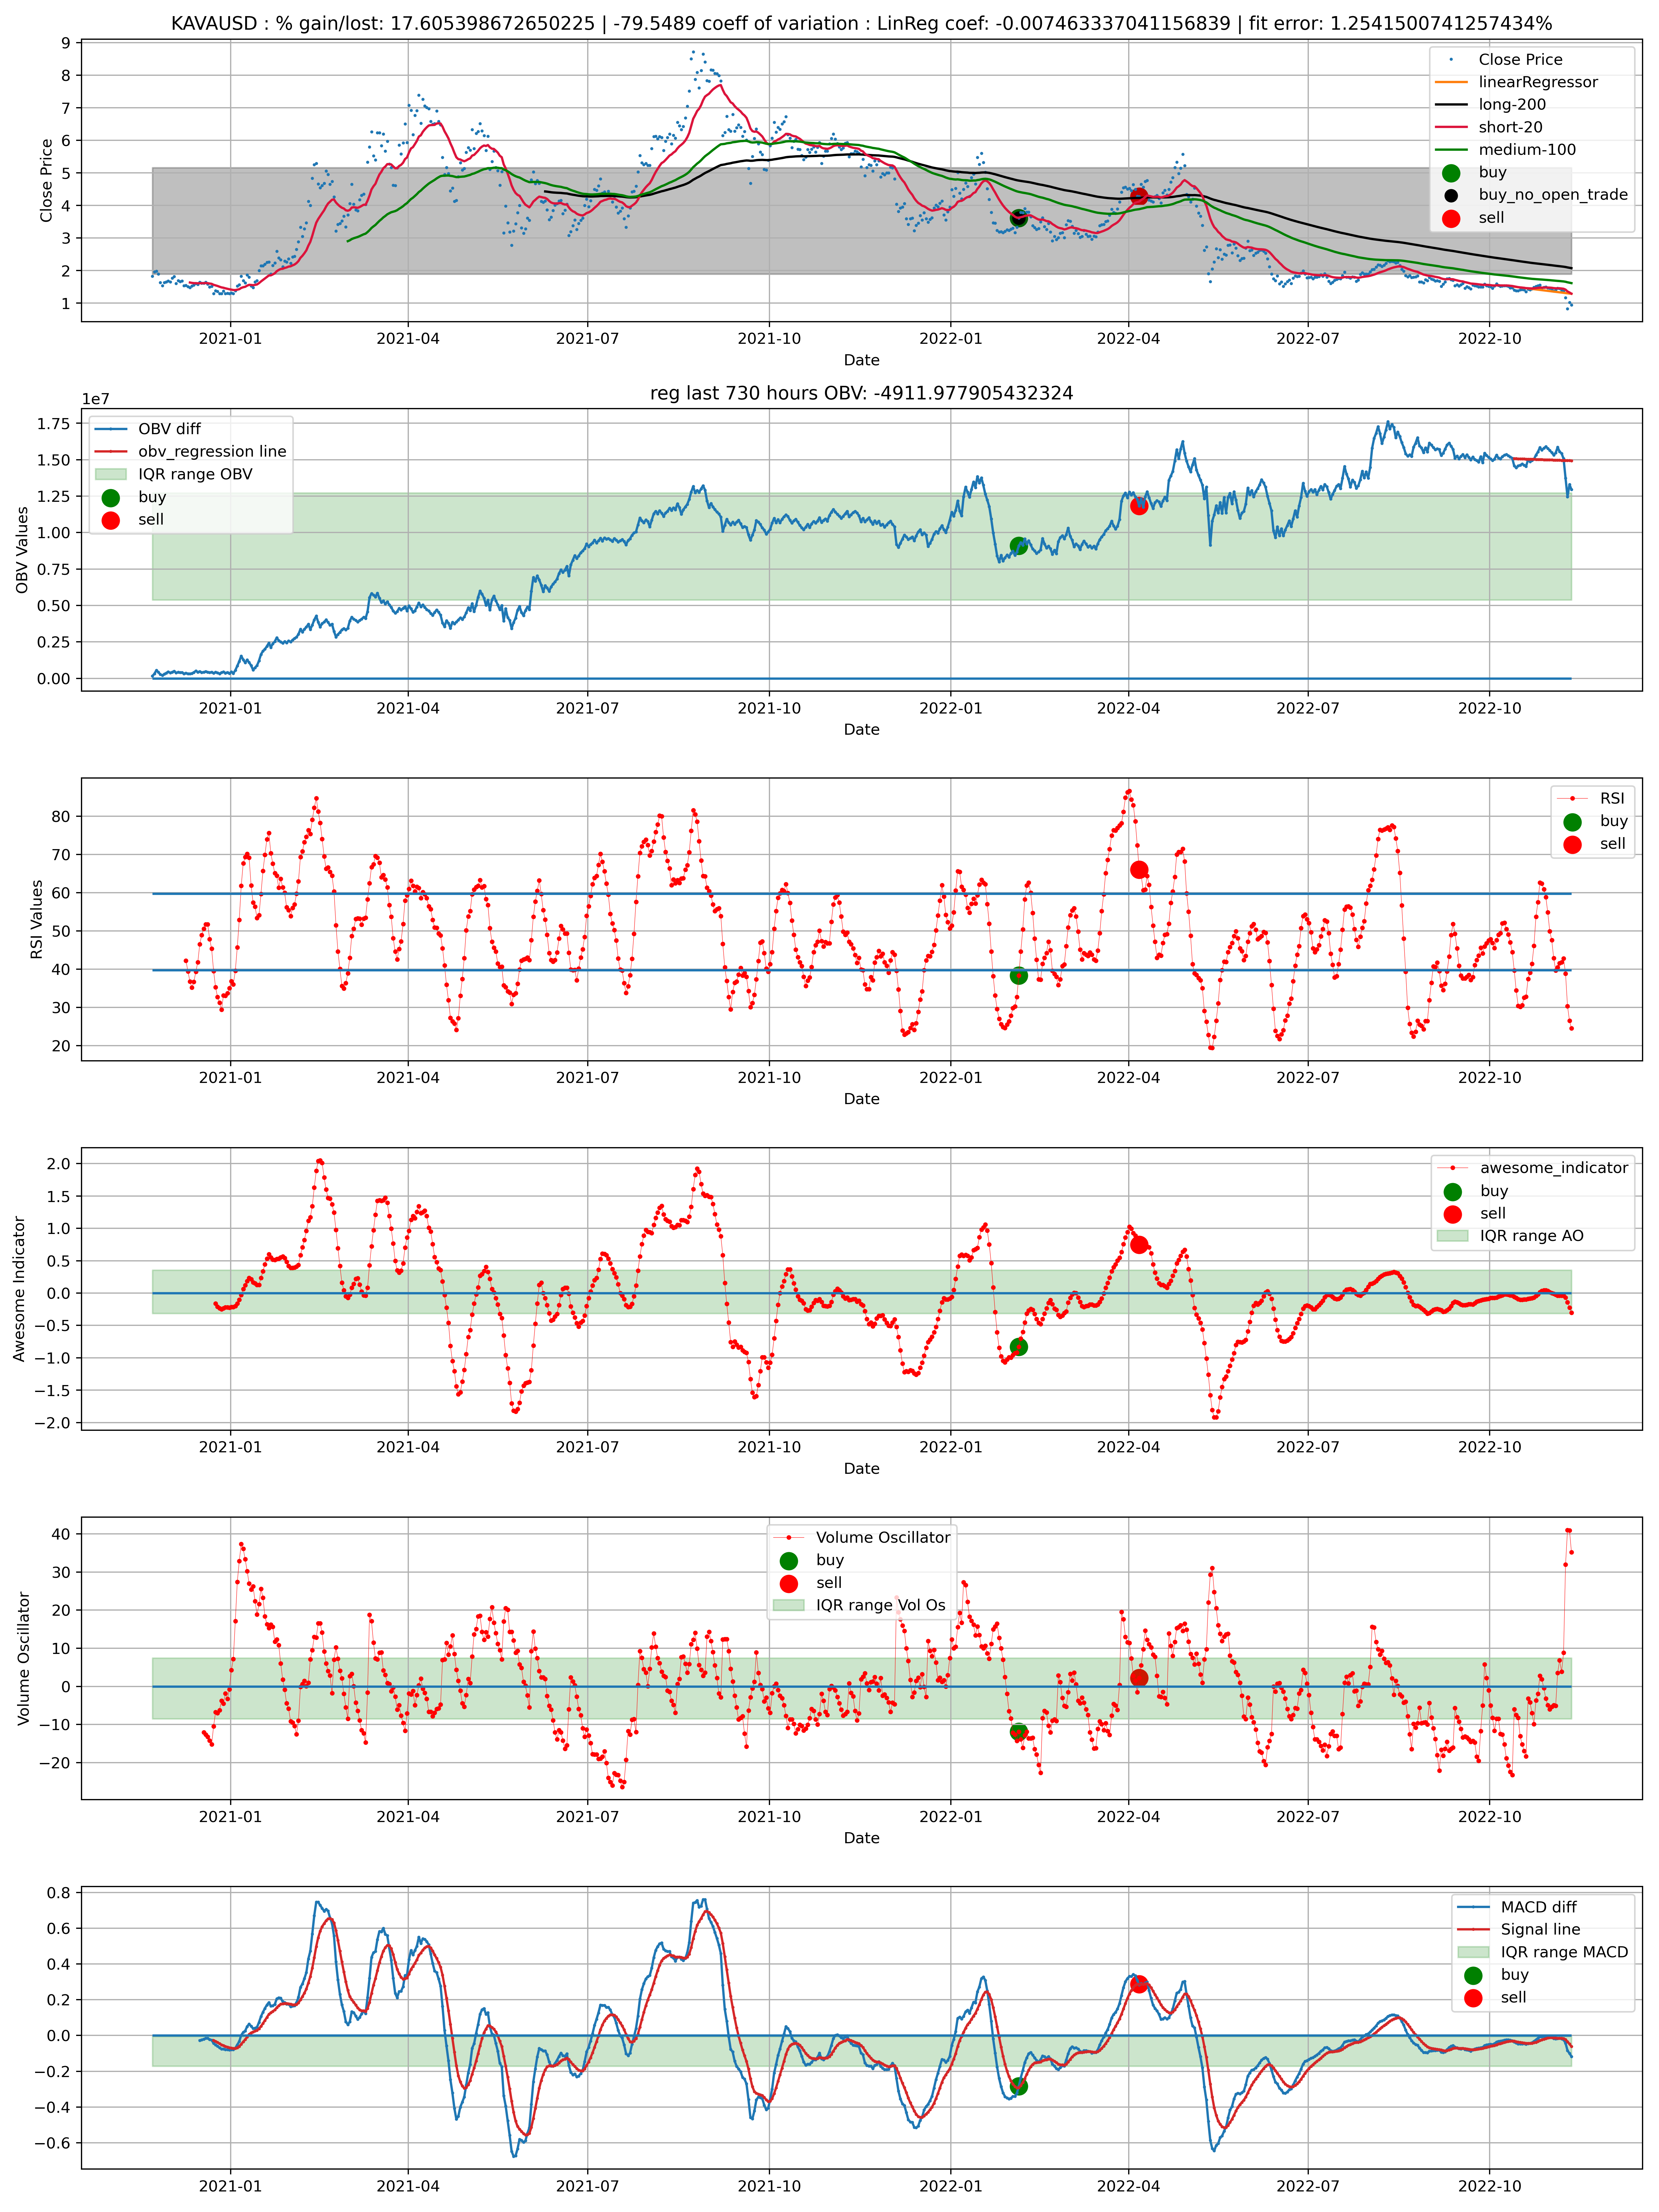 KAVAUSD : % gain/lost: 17.605398672650225 | -79.5489 coeff of variation : LinReg coef: -0.007463337041156839 | fit error: 1.2541500741257434%
Close Price
9
8
7
6
5
4
3
2
1
Close Price
linearRegressor
long-200
short-20
medium-100
buy
buy_no_open_trade
sell
2021-01 2021-04 2021-07 2021-10 2022-01 2022-04 2022-07 2022-10
Date
reg last 730 hours OBV: -4911.977905432324
1e7
OBV Values
1.75
1.50
1.25
1.00
0.75
0.50
0.25
0.00
OBV diff
obv_regression line
IQR range OBV
buy
sell
2021-01 2021-04 2021-07 2021-10 2022-01 2022-04 2022-07 2022-10
Date
RSI Values
80
70
60
50
40
30
20
RSI
buy
sell
2021-01 2021-04 2021-07 2021-10 2022-01 2022-04 2022-07 2022-10
Date
Awesome Indicator
2.0
1.5
1.0
0.5
0.0
−0.5
−1.0
−1.5
−2.0
awesome_indicator
buy
sell
IQR range AO
2021-01 2021-04 2021-07 2021-10 2022-01 2022-04 2022-07 2022-10
Date
Volume Oscillator
40
30
20
10
0
−10
−20
Volume Oscillator
buy
sell
IQR range Vol Os
2021-01 2021-04 2021-07 2021-10 2022-01 2022-04 2022-07 2022-10
Date
0.8
0.6
0.4
0.2
0.0
−0.2
−0.4
−0.6
MACD diff
Signal line
IQR range MACD
buy
sell
2021-01 2021-04 2021-07 2021-10 2022-01 2022-04 2022-07 2022-10